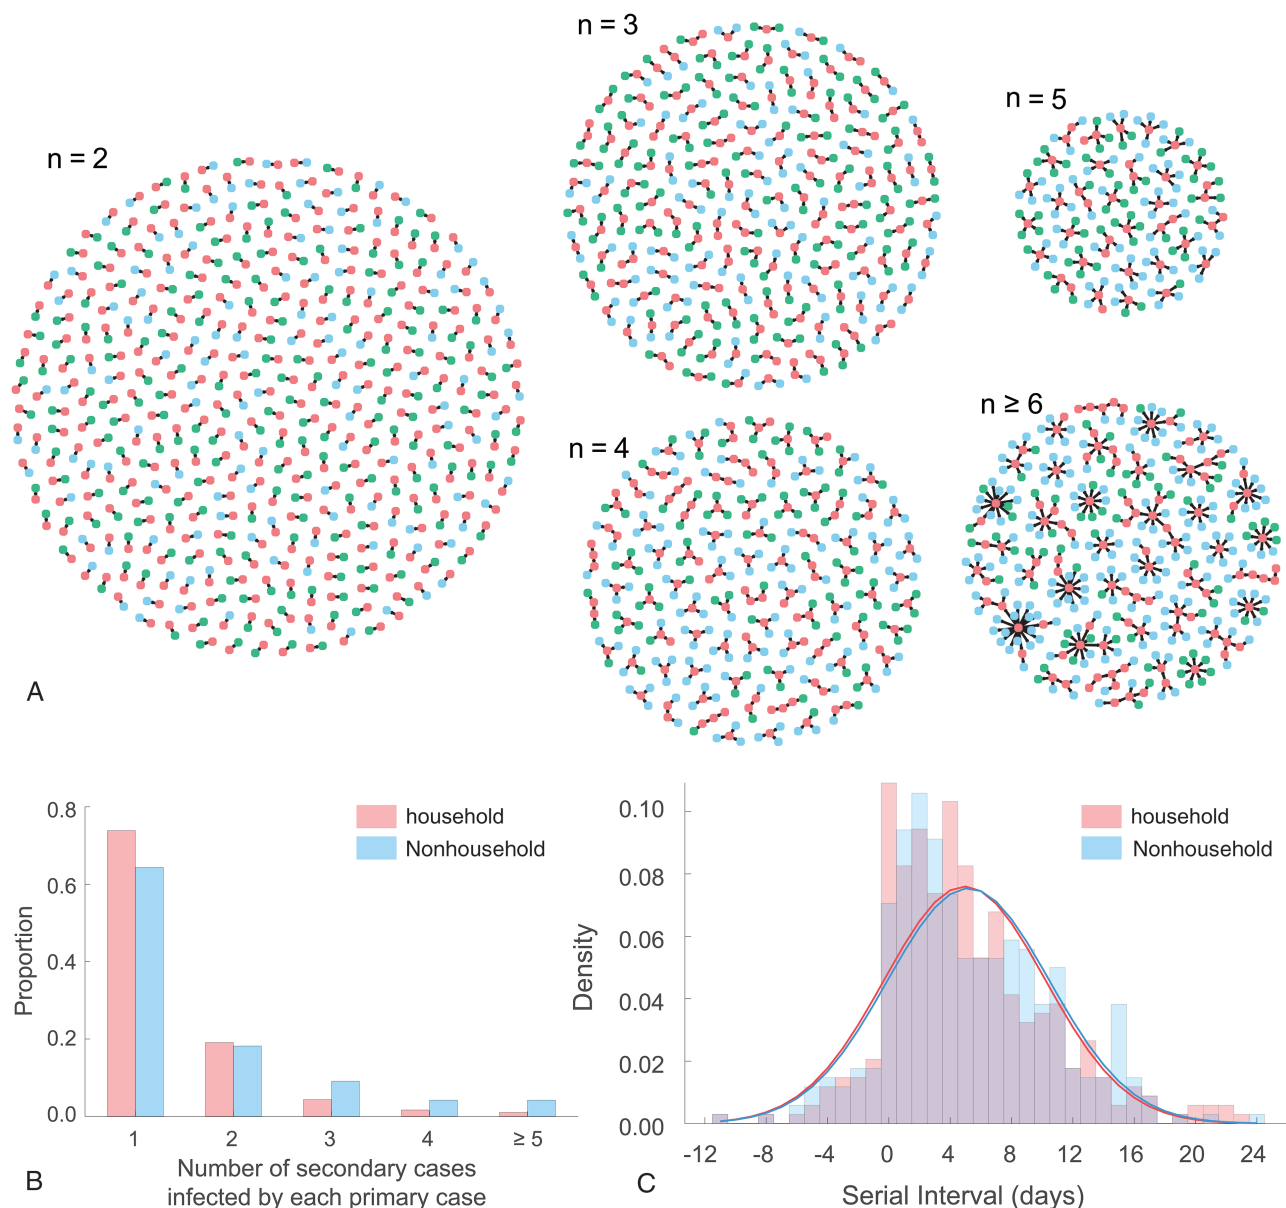 n = 2
n = 3
n = 5
n = 4
n ≥ 6
A
0.8
0.6
0.4
0.2
0.0
Proportion
household
Nonhousehold
1 2 3 4 ≥ 5
Number of secondary cases
infected by each primary case
B
0.10
0.08
0.06
0.04
0.02
0.00
Density
household
Nonhousehold
-12 -8 -4 0 4 8 12 16 20 24
Serial Interval (days)
C